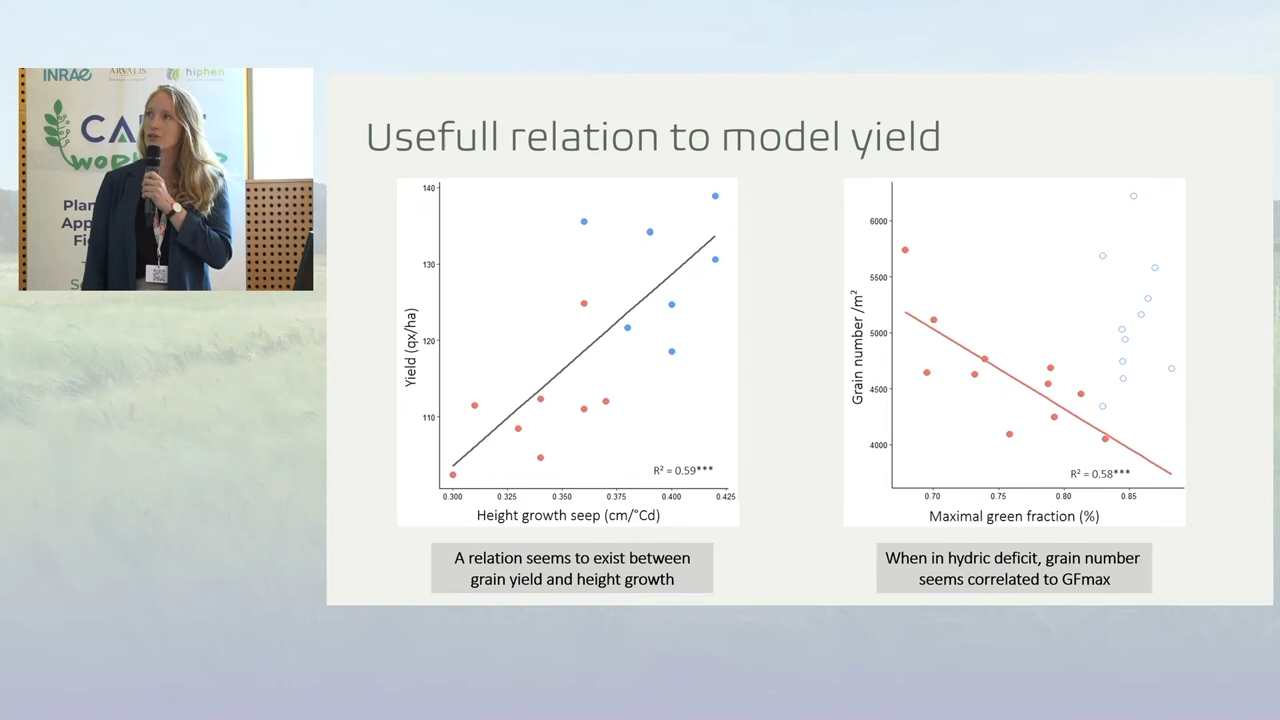 INRAE
ARVALIS
hiphen
Usefull relation to model yield
140
130
120
110
Yield (qx/ha)
R² = 0.59***
0.300
0.325
0.350
0.375
0.400
0.425
Height growth seep (cm/°Cd)
A relation seems to exist between
grain yield and height growth
6000
5500
5000
4500
4000
Grain number /m²
R² = 0.58***
0.70
0.75
0.80
0.85
Maximal green fraction (%)
When in hydric deficit, grain number
seems correlated to GFmax